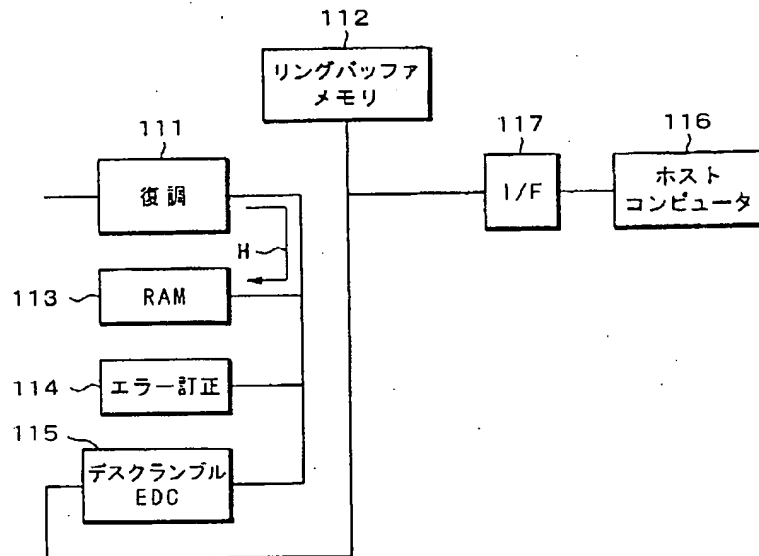 112
リングバッファ
メモリ
111
復調
117
I/F
116
ホスト
コンピュータ
H
113
RAM
114
エラー訂正
115
デスクランブル
EDC